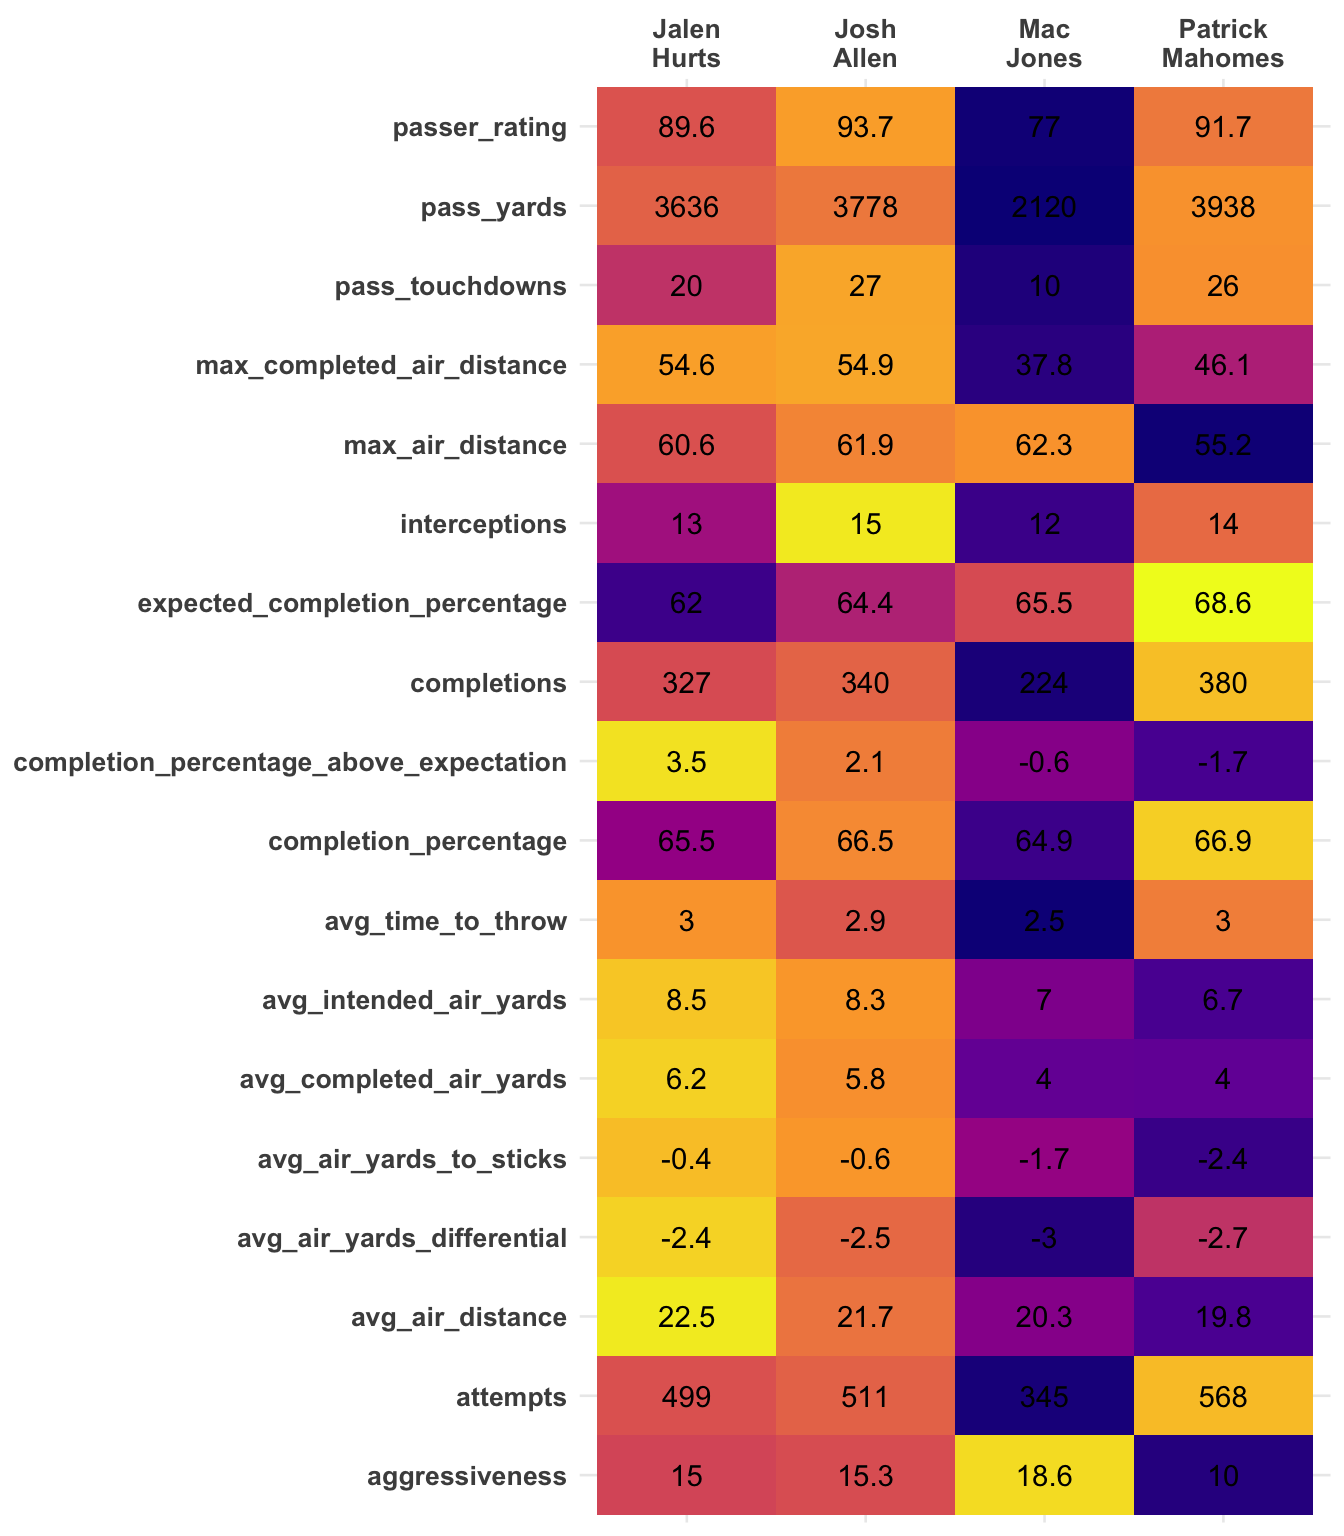 Jalen Josh Mac Patrick
Hurts Allen Jones Mahomes
passer_rating 89.6 93.7 77 91.7
pass_yards 3636 3778 2120 3938
pass_touchdowns 20 27 10 26
max_completed_air_distance 54.6 54.9 37.8 46.1
max_air_distance 60.6 61.9 62.3 55.2
interceptions 13 15 12 14
expected_completion_percentage 62 64.4 65.5 68.6
completions 327 340 224 380
completion_percentage_above_expectation 3.5 2.1 -0.6 -1.7
completion_percentage 65.5 66.5 64.9 66.9
avg_time_to_throw 3 2.9 2.5 3
avg_intended_air_yards 8.5 8.3 7 6.7
avg_completed_air_yards 6.2 5.8 4 4
avg_air_yards_to_sticks -0.4 -0.6 -1.7 -2.4
avg_air_yards_differential -2.4 -2.5 -3 -2.7
avg_air_distance 22.5 21.7 20.3 19.8
attempts 499 511 345 568
aggressiveness 15 15.3 18.6 10